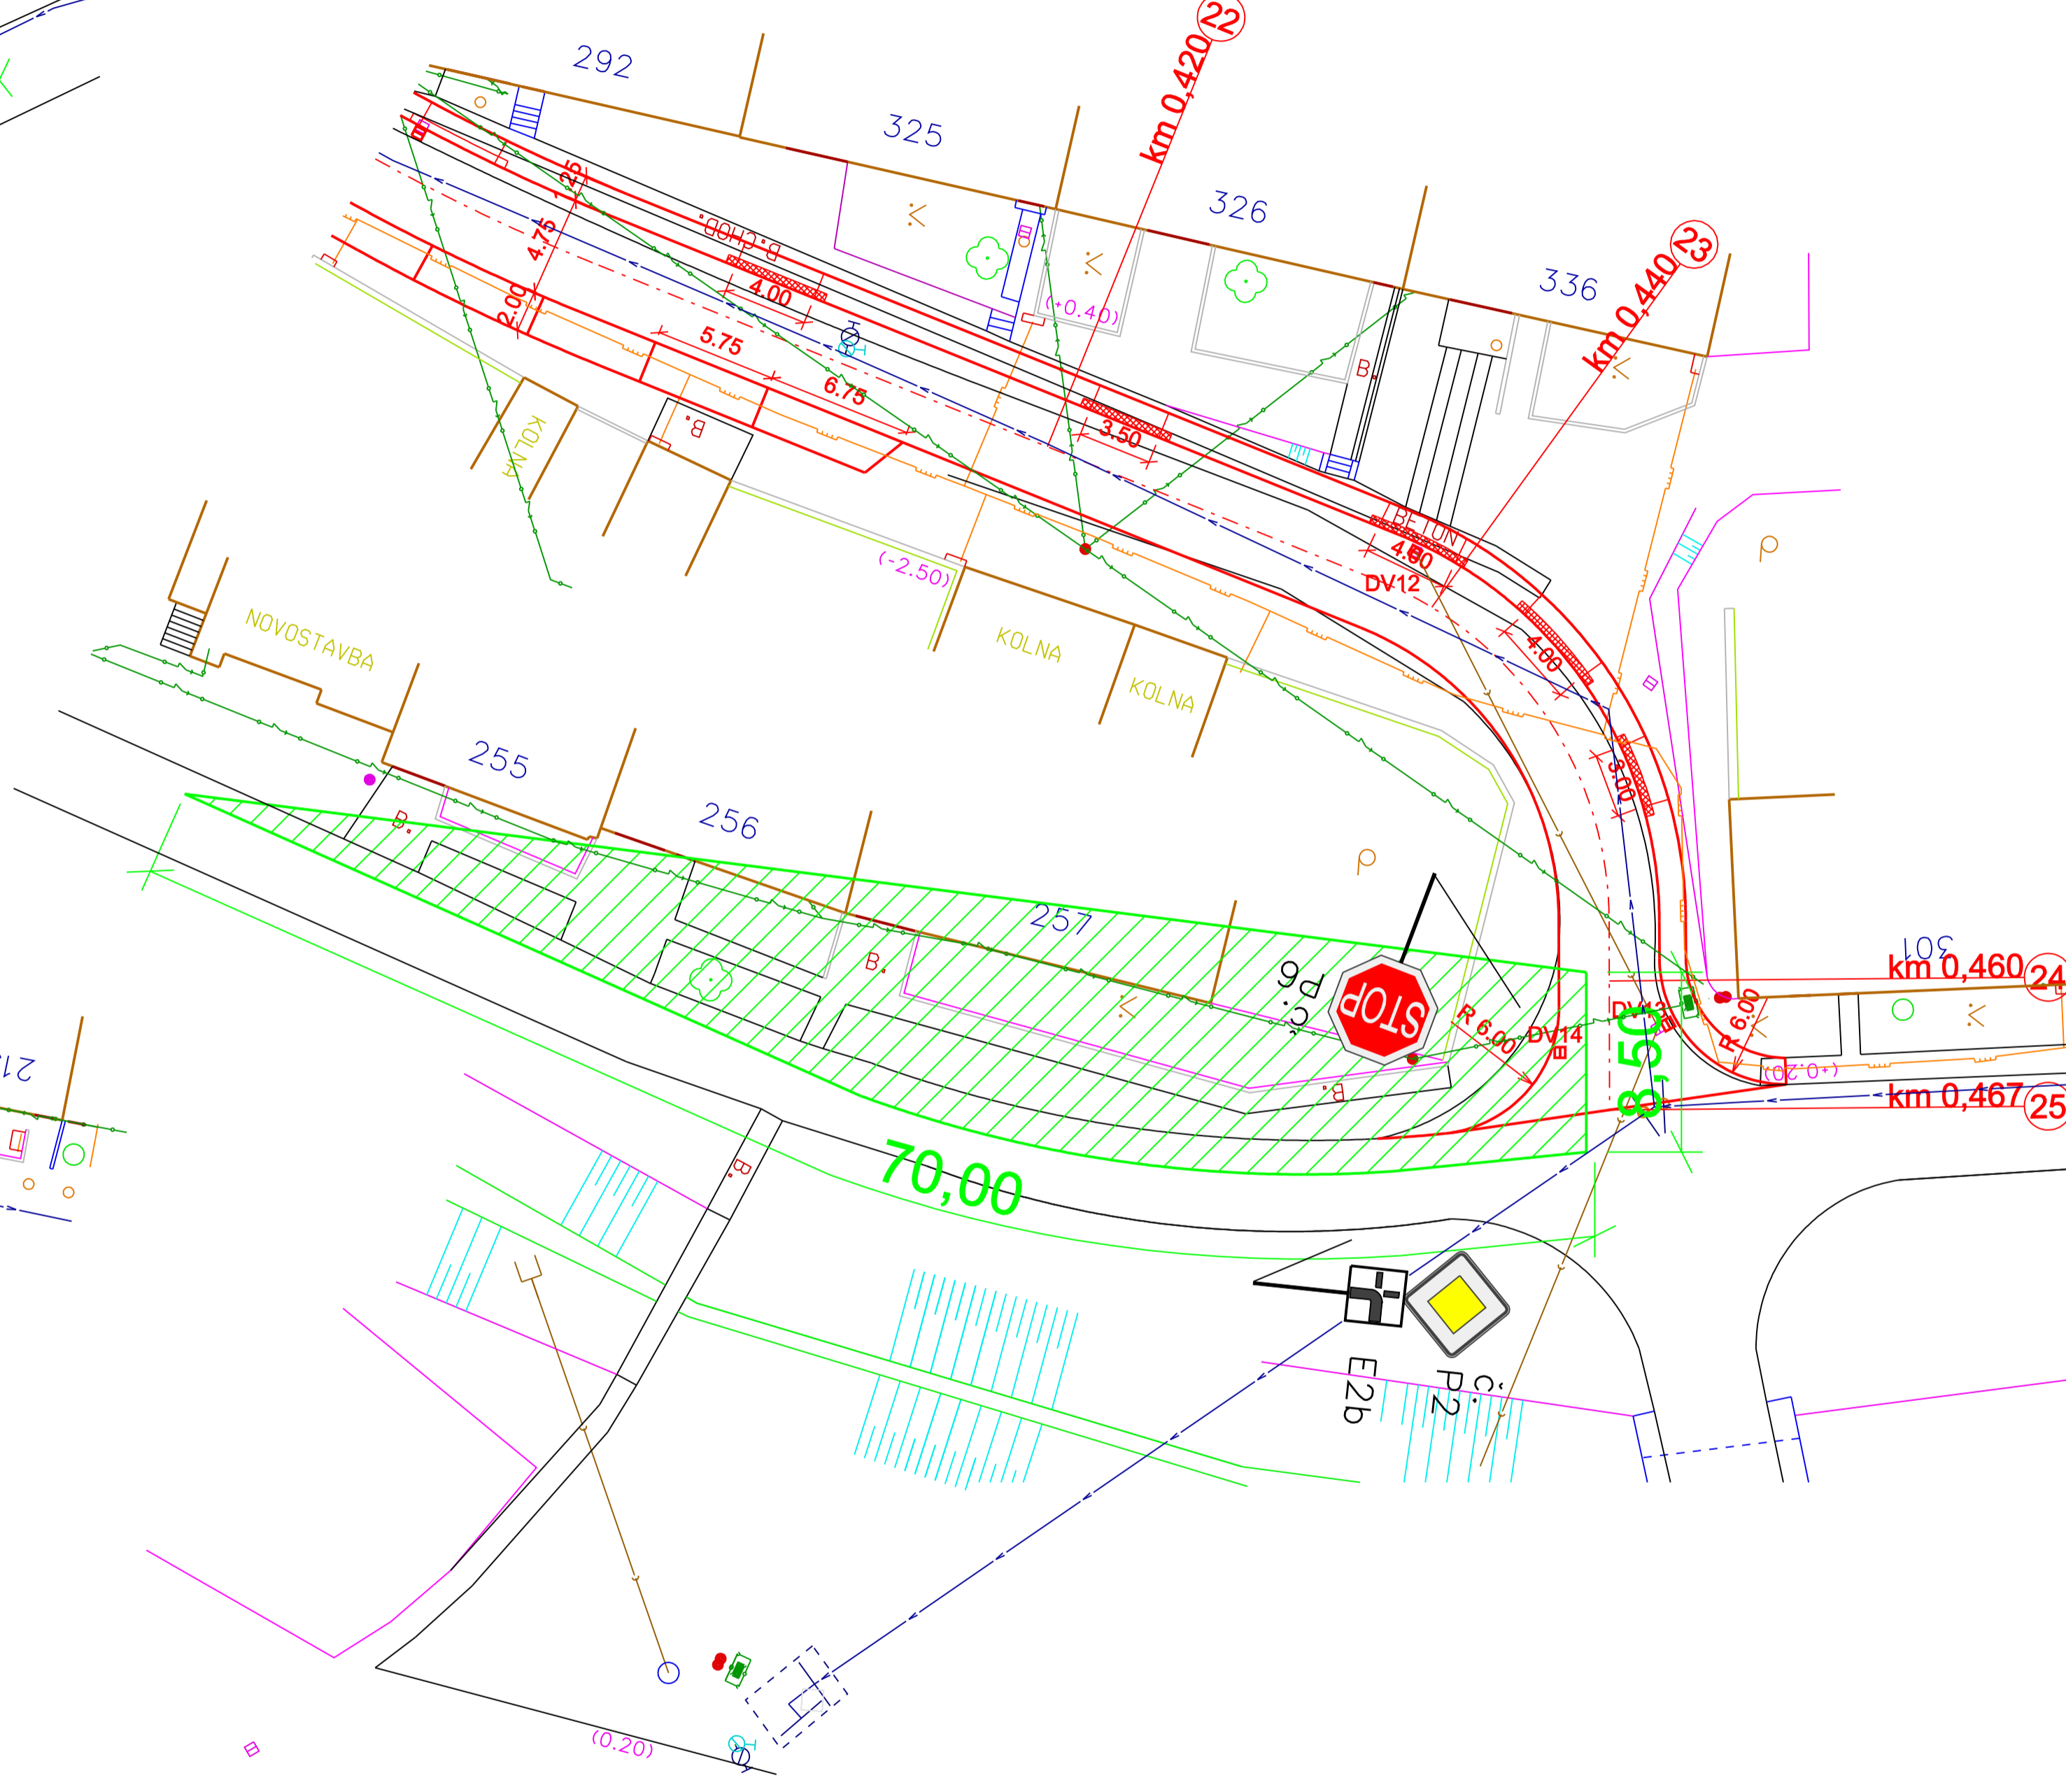 22
km 0,420
292
325
326
336
23
km 0,440
1.25
4.75
2.00
B.CHOD.
4.00
5.75
6.75
(+0.40)
3.50
B.
B.
KOLNA
BETON
DV12
4.00
3.00
(-2.50)
NOVOSTAVBA
KOLNA
KOLNA
255
256
257
B.
B.
B.
P6
č.
STOP
R 6.00
DV14
DV13
8,50
R 6.00
301
km 0,460
24
(+0.20)
km 0,467
25
70,00
B.
E2b
P2
č.
(0.20)